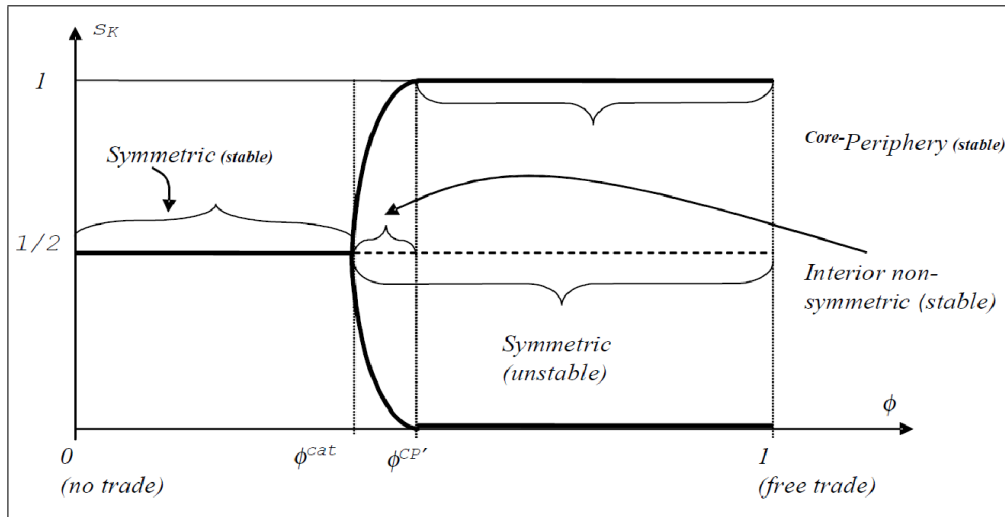 s_K
1
Symmetric (stable)
Core-Periphery (stable)
1/2
Interior non-
symmetric (stable)
Symmetric
(unstable)
ϕ
0
ϕ^cat
ϕ^CP'
1
(no trade)
(free trade)